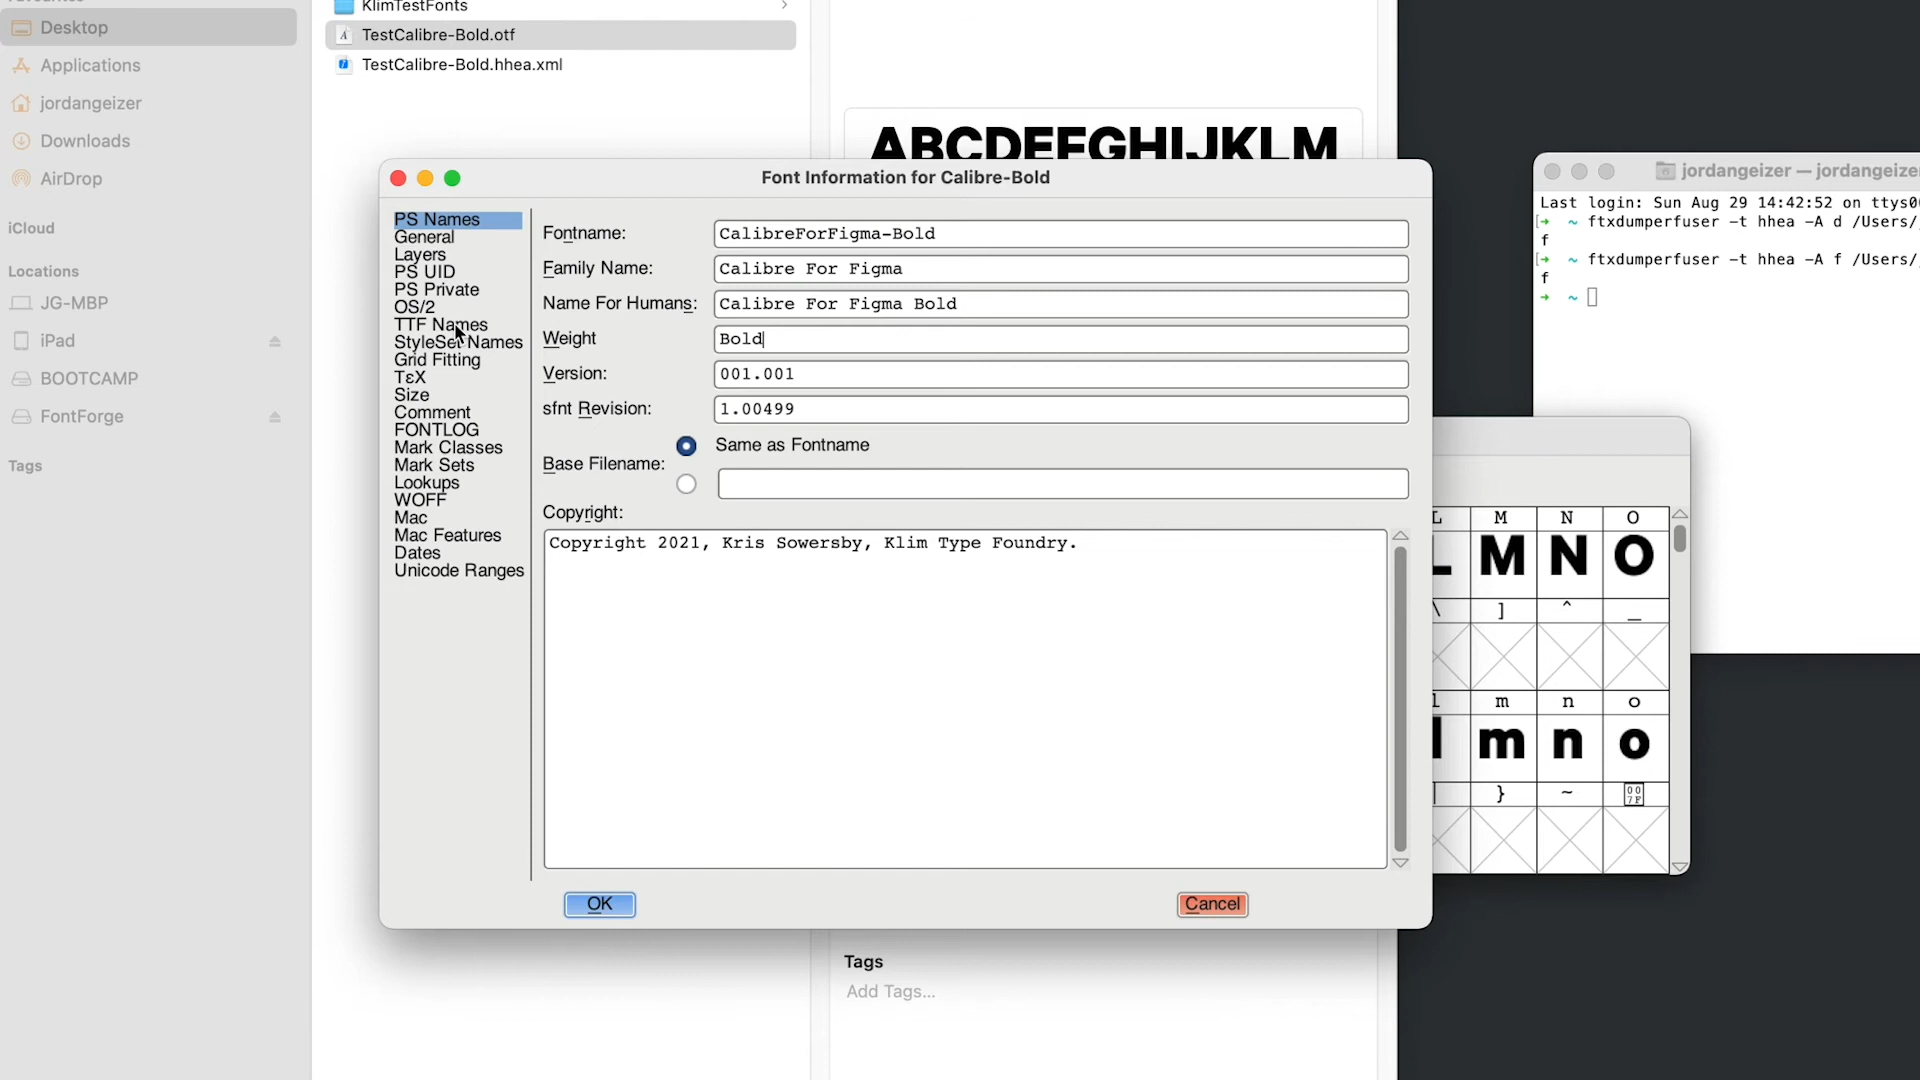 Desktop
Applications
jordangeizer
Downloads
AirDrop
iCloud
Locations
JG-MBP
iPad
BOOTCAMP
FontForge
Tags
KlimTestFonts
TestCalibre-Bold.otf
TestCalibre-Bold.hhea.xml
ABCDEFGHIJKLM
Font Information for Calibre-Bold
PS Names
General
Layers
PS UID
PS Private
OS/2
TTF Names
StyleSet Names
Grid Fitting
TεX
Size
Comment
FONTLOG
Mark Classes
Mark Sets
Lookups
WOFF
Mac
Mac Features
Dates
Unicode Ranges
Fontname: CalibreForFigma-Bold
Family Name: Calibre For Figma
Name For Humans: Calibre For Figma Bold
Weight Bold
Version: 001.001
sfnt Revision: 1.00499
Base Filename:
Same as Fontname
Copyright:
Copyright 2021, Kris Sowersby, Klim Type Foundry.
OK
Cancel
Tags
Add Tags...
jordangeizer — jordangeizer
Last login: Sun Aug 29 14:42:52 on ttys0
~ ftxdumperfuser -t hhea -A d /Users/
f
~ ftxdumperfuser -t hhea -A f /Users/
f
~
L M N O
L M N O
\ ] ^ _
l m n o
l m n o
| } ~ 007F